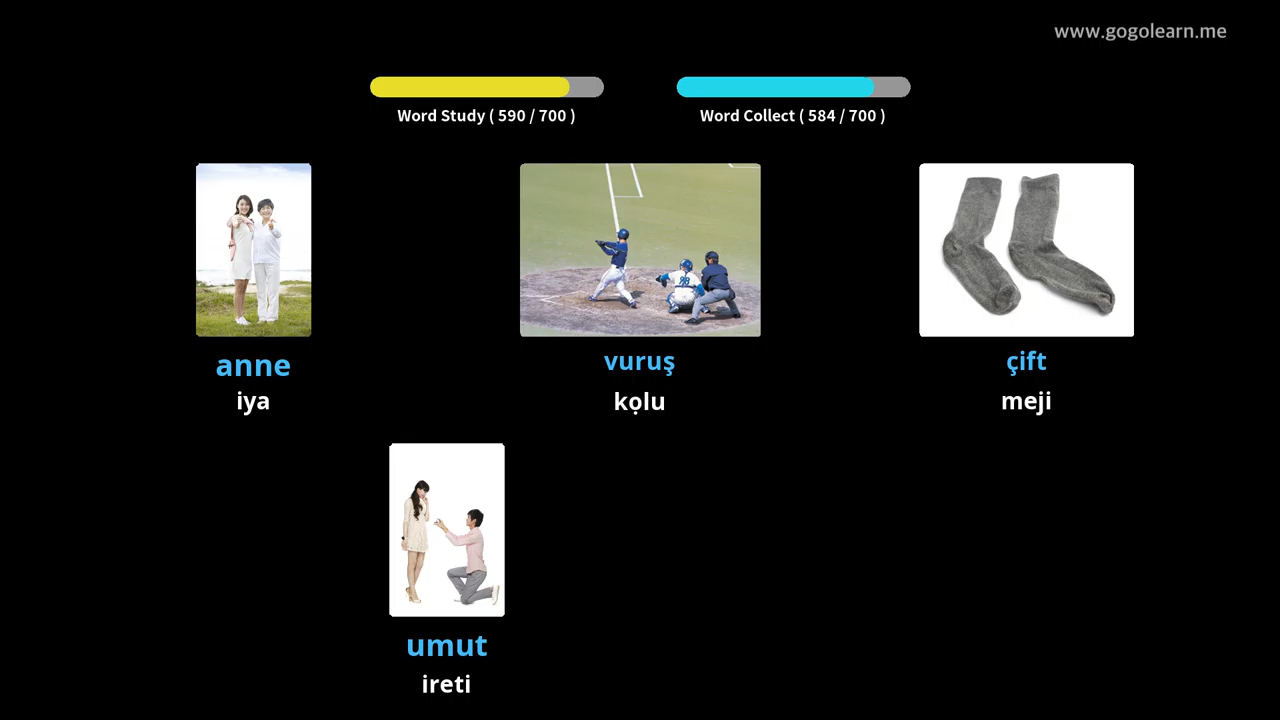 www.gogolearn.me
Word Study ( 590 / 700 )
Word Collect ( 584 / 700 )
anne
iya
vuruş
kọlu
çift
meji
umut
ireti